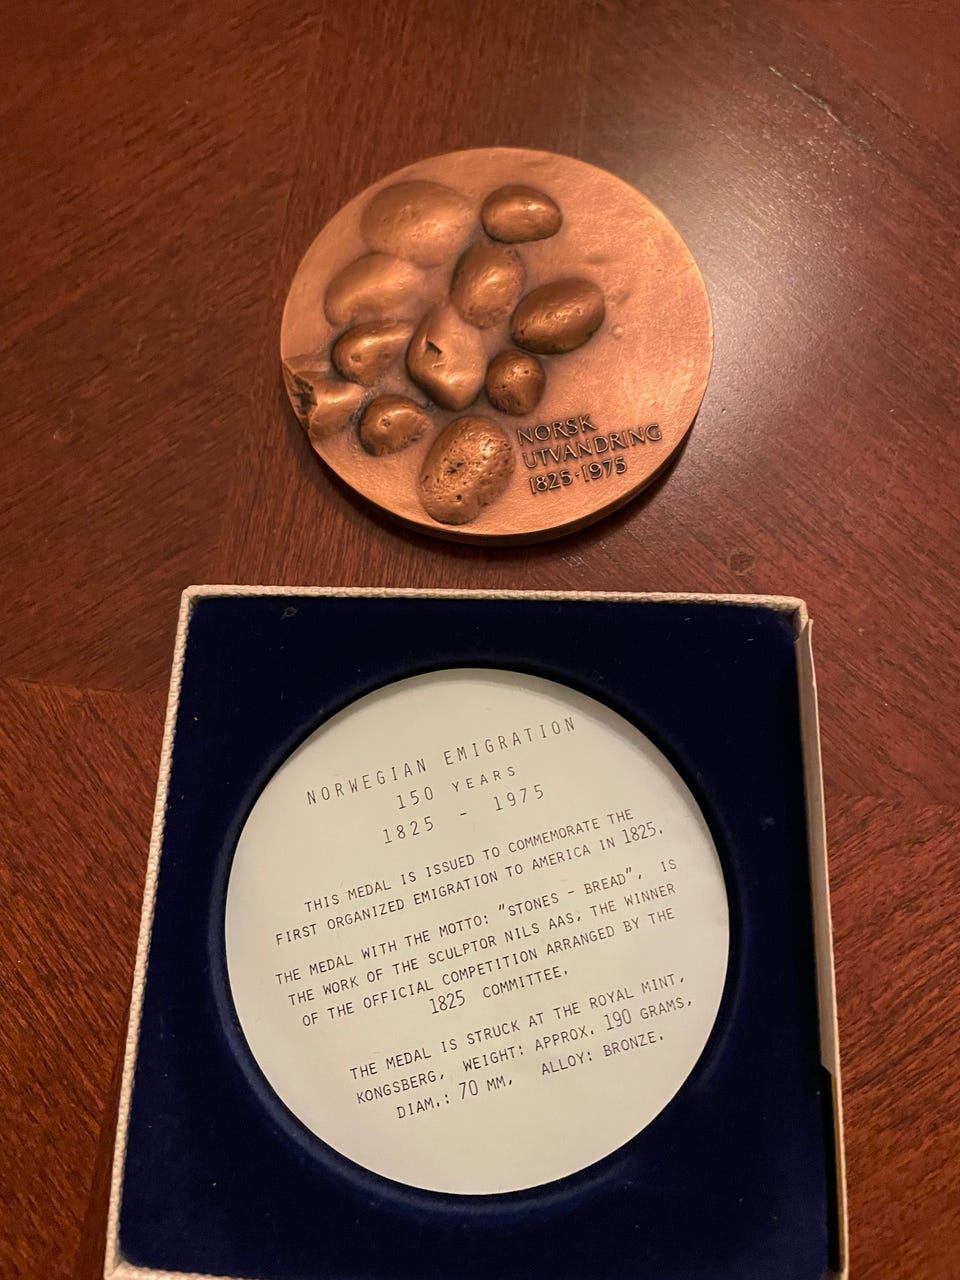 NORSK
UTVANDRING
1825·1975
NORWEGIAN EMIGRATION
150 YEARS
1825 - 1975
THIS MEDAL IS ISSUED TO COMMEMORATE THE
FIRST ORGANIZED EMIGRATION TO AMERICA IN 1825.
THE MEDAL WITH THE MOTTO: "STONES - BREAD", IS
THE WORK OF THE SCULPTOR NILS AAS, THE WINNER
OF THE OFFICIAL COMPETITION ARRANGED BY THE
1825 COMMITTEE.
THE MEDAL IS STRUCK AT THE ROYAL MINT,
KONGSBERG, WEIGHT: APPROX. 190 GRAMS,
DIAM.: 70 MM, ALLOY: BRONZE.